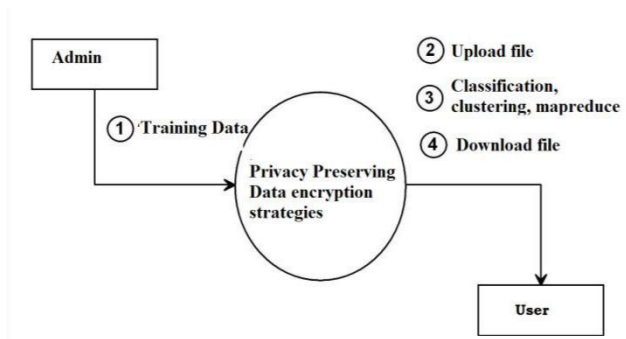 Admin
1 Training Data
2 Upload file
3 Classification,
clustering, mapreduce
4 Download file
Privacy Preserving
Data encryption
strategies
User